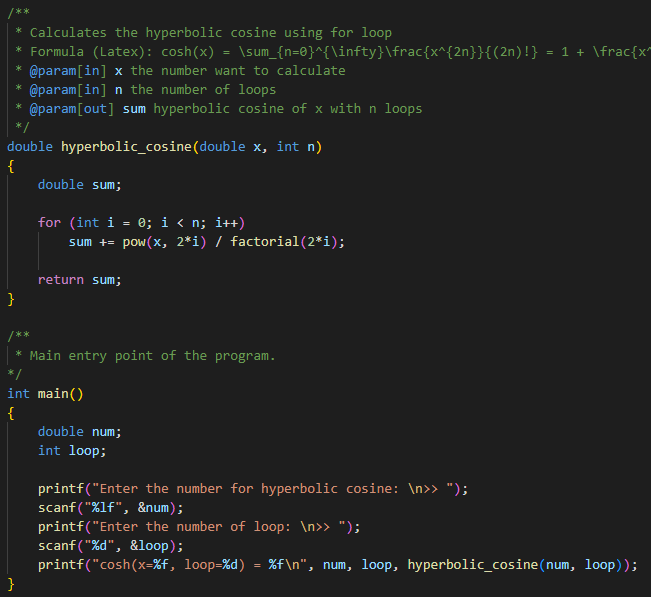 /**
 * Calculates the hyperbolic cosine using for loop
 * Formula (Latex): cosh(x) = \sum_{n=0}^{\infty}\frac{x^{2n}}{(2n)!} = 1 + \frac{x^
 * @param[in] x the number want to calculate
 * @param[in] n the number of loops
 * @param[out] sum hyperbolic cosine of x with n loops
 */
double hyperbolic_cosine(double x, int n)
{
    double sum;
    for (int i = 0; i < n; i++)
        sum += pow(x, 2*i) / factorial(2*i);
    return sum;
}
/**
 * Main entry point of the program.
*/
int main()
{
    double num;
    int loop;
    printf("Enter the number for hyperbolic cosine: \n>> ");
    scanf("%lf", &num);
    printf("Enter the number of loop: \n>> ");
    scanf("%d", &loop);
    printf("cosh(x=%f, loop=%d) = %f\n", num, loop, hyperbolic_cosine(num, loop));
}